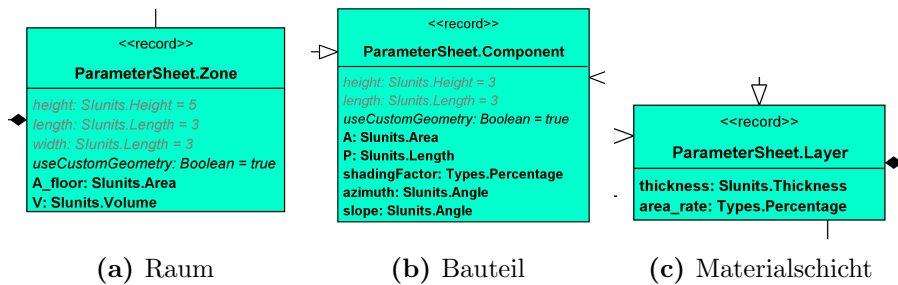 <<record>>
ParameterSheet.Zone
height: SIunits.Height = 5
length: SIunits.Length = 3
width: SIunits.Length = 3
useCustomGeometry: Boolean = true
A_floor: SIunits.Area
V: SIunits.Volume
(a) Raum
<<record>>
ParameterSheet.Component
height: SIunits.Height = 3
length: SIunits.Length = 3
useCustomGeometry: Boolean = true
A: SIunits.Area
P: SIunits.Length
shadingFactor: Types.Percentage
azimuth: SIunits.Angle
slope: SIunits.Angle
(b) Bauteil
<<record>>
ParameterSheet.Layer
thickness: SIunits.Thickness
area_rate: Types.Percentage
(c) Materialschicht